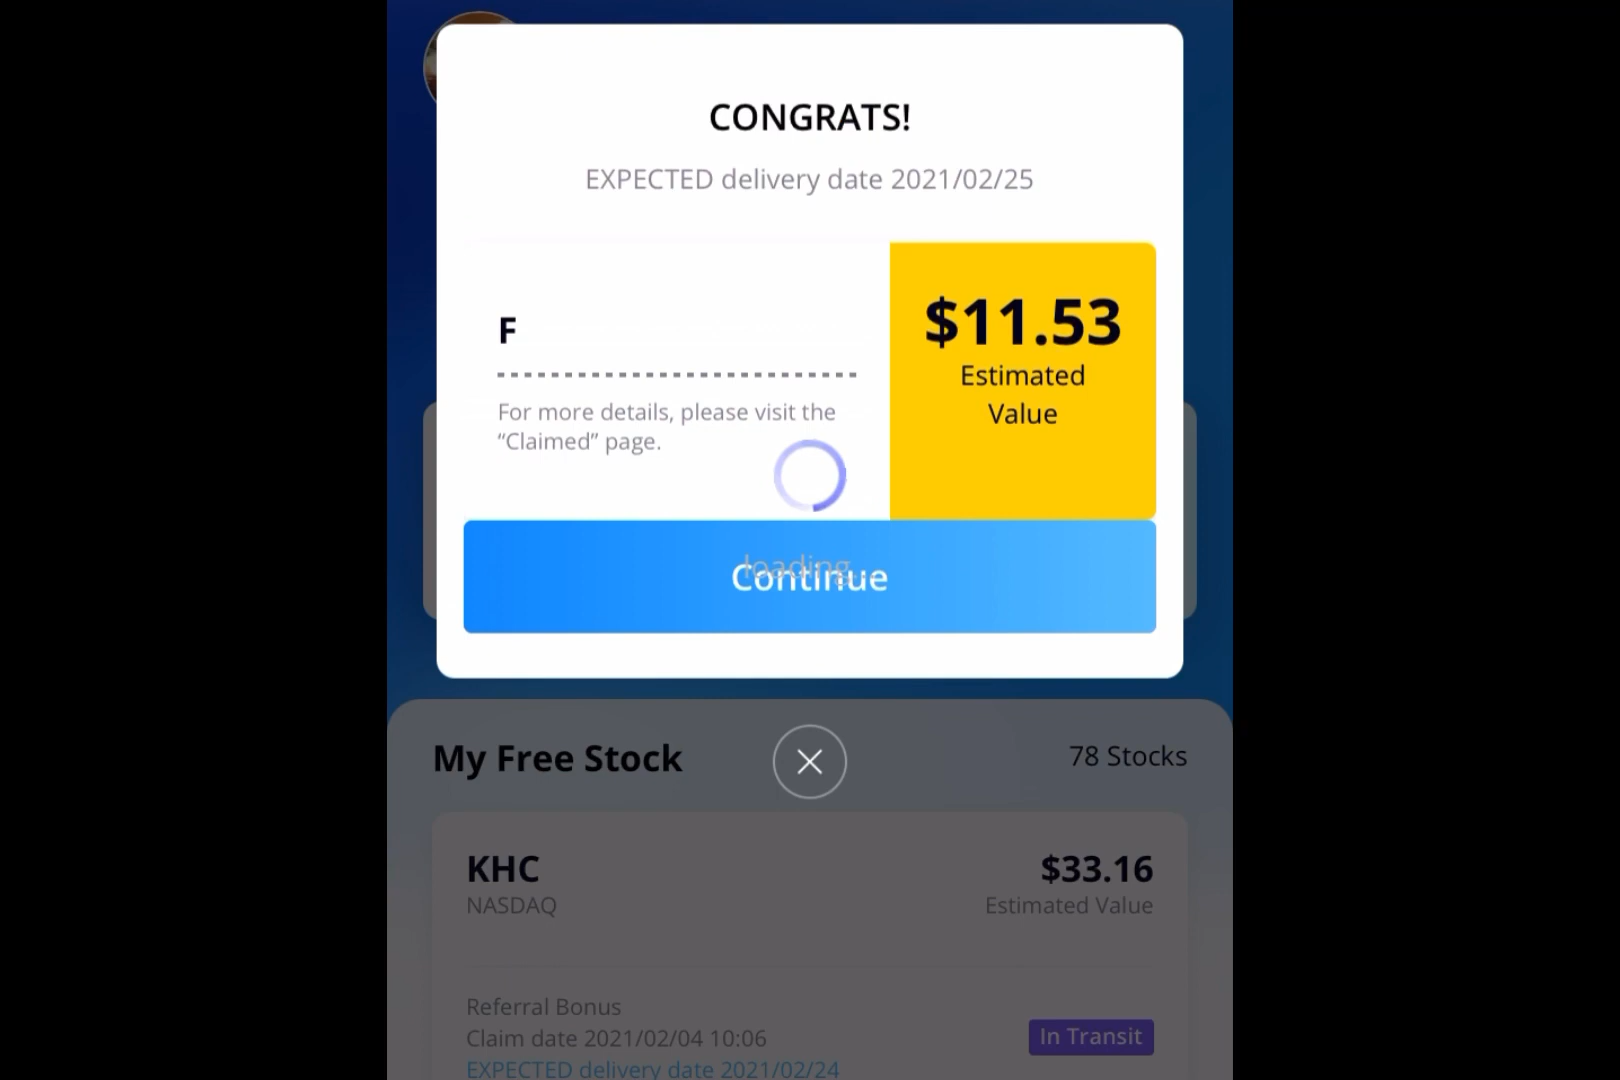 CONGRATS!
EXPECTED delivery date 2021/02/25
F
$11.53
Estimated
Value
For more details, please visit the
“Claimed” page.
loading...
Continue
My Free Stock
78 Stocks
KHC
$33.16
NASDAQ
Estimated Value
Referral Bonus
Claim date 2021/02/04 10:06
In Transit
EXPECTED delivery date 2021/02/24